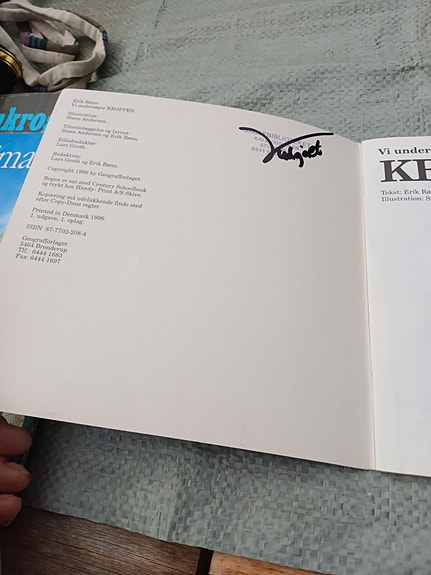 Erik Rønn:
Vi undersøger KROPPEN
Illustration:
Steen Andersen.
Tilrettelæggelse og layout:
Steen Andersen og Erik Rønn.
Billedredaktør:
Lars Groth.
Redaktion:
Lars Groth og Erik Rønn.
Copyright 1996 by Geografforlaget.
Bogen er sat med Century Schoolbook
og trykt hos Handy- Print A/S Skive.
Kopiering må udelukkende finde sted
efter Copy-Dans regler.
Printed in Denmark 1996.
1. udgave, 1. oplag.
ISBN 87-7702-208-4
Geografforlaget
5464 Brenderup
Tlf.: 6444 1683
Fax: 6444 1697
Udgået
Vi under
KR
Tekst: Erik Rø
Illustration: S